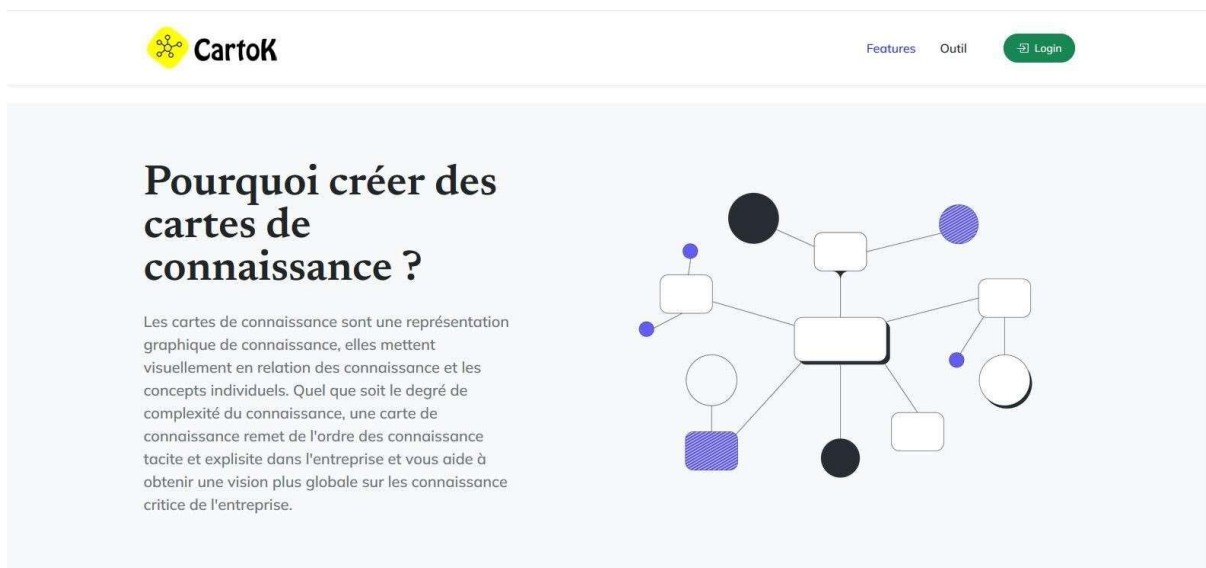 CartoK
Features
Outil
Login
Pourquoi créer des
cartes de
connaissance ?
Les cartes de connaissance sont une représentation
graphique de connaissance, elles mettent
visuellement en relation des connaissance et les
concepts individuels. Quel que soit le degré de
complexité du connaissance, une carte de
connaissance remet de l'ordre des connaissance
tacite et explisite dans l'entreprise et vous aide à
obtenir une vision plus globale sur les connaissance
critice de l'entreprise.